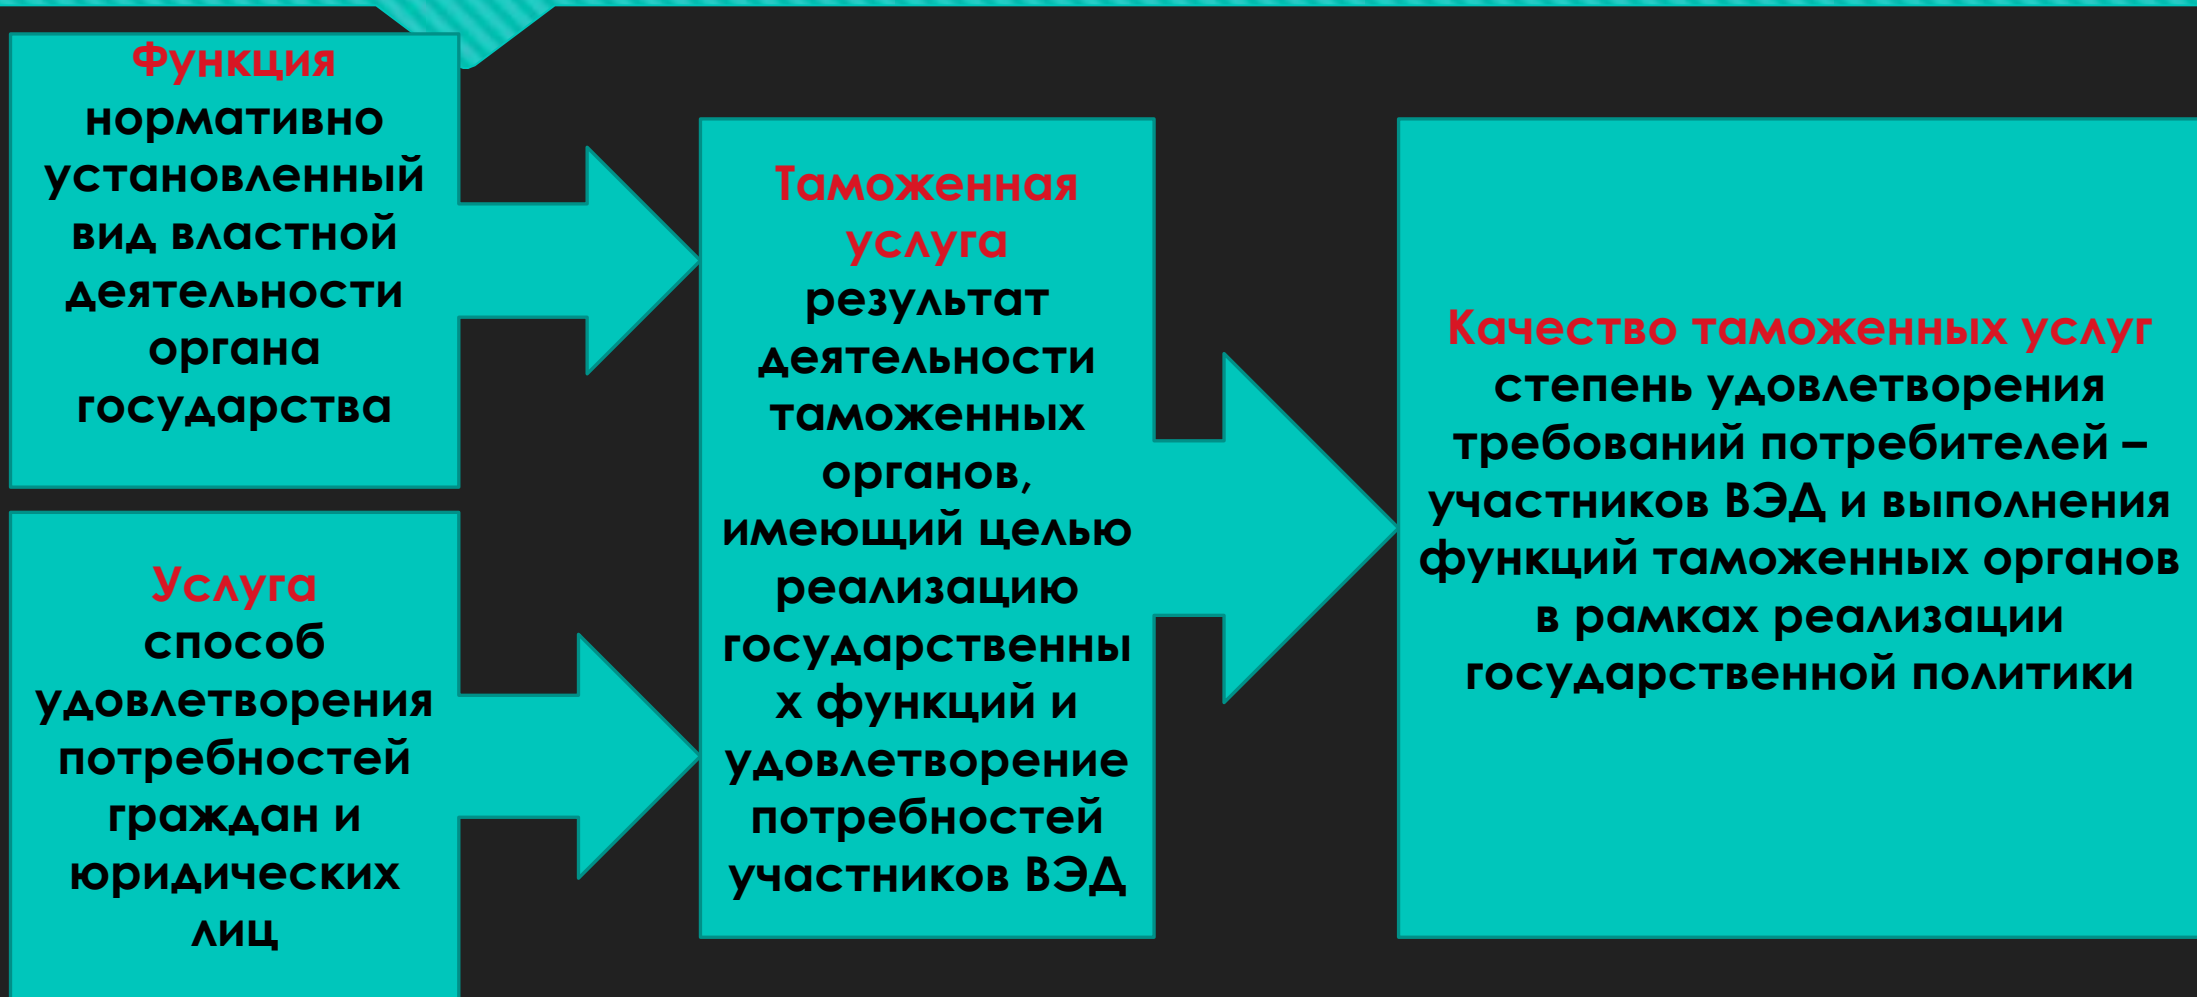 Функция
нормативно
установленный
вид властной
деятельности
органа
государства
Услуга
способ
удовлетворения
потребностей
граждан и
юридических
лиц
Таможенная
услуга
результат
деятельности
таможенных
органов,
имеющий целью
реализацию
государственны
х функций и
удовлетворение
потребностей
участников ВЭД
Качество таможенных услуг
степень удовлетворения
требований потребителей –
участников ВЭД и выполнения
функций таможенных органов
в рамках реализации
государственной политики